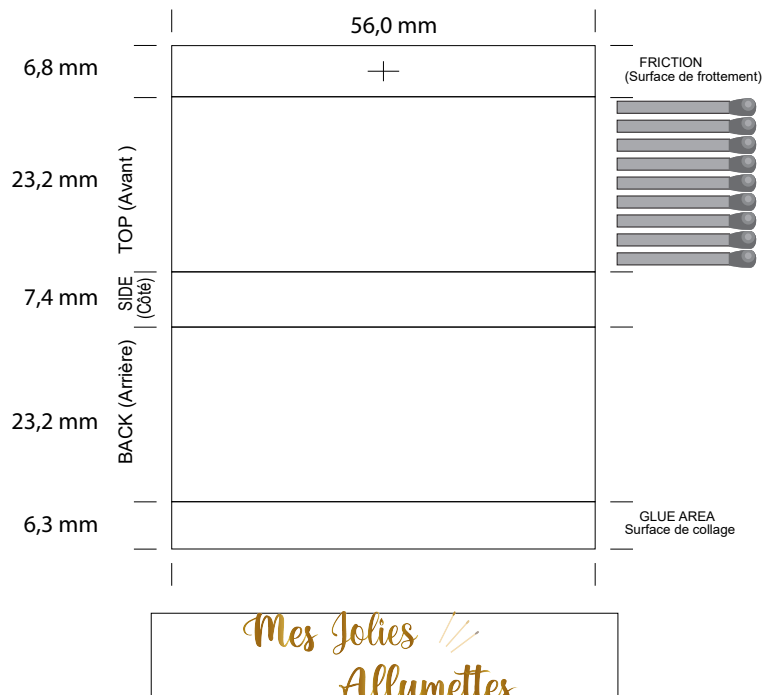 56,0 mm
6,8 mm
FRICTION
(Surface de frottement)
23,2 mm
TOP (Avant )
7,4 mm
SIDE
(Côté)
23,2 mm
BACK (Arrière)
6,3 mm
GLUE AREA
Surface de collage
Mes Jolies
Allumettes